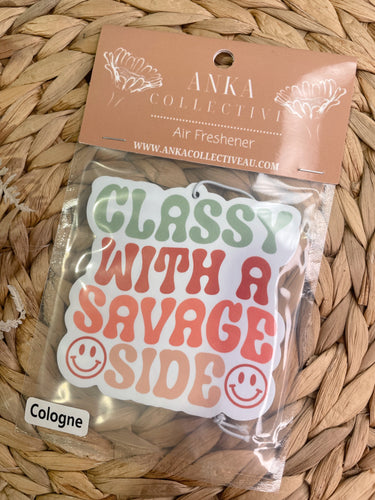 ANKA
COLLECTIVE
Air Freshener
WWW.ANKACOLLECTIVEAU.COM
CLASSY
WITH A
SAVAGE
SIDE
Cologne